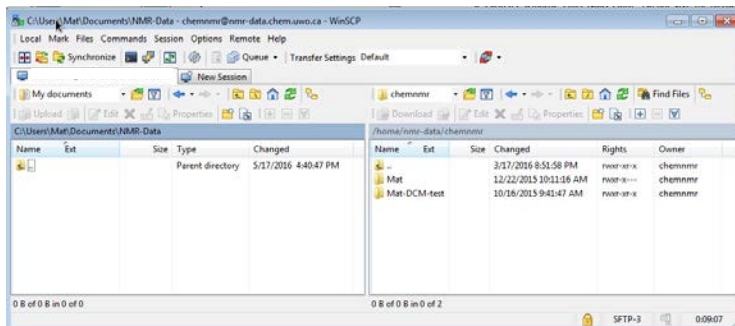 C:\Users\Mat\Documents\NMR-Data - chemnmr@nmr-data.chem.uwo.ca - WinSCP
Local Mark Files Commands Session Options Remote Help
Synchronize Queue Transfer Settings Default
New Session
My documents
chemnmr Find Files
Upload Edit Properties
Download Edit Properties
C:\Users\Mat\Documents\NMR-Data
/home/nmr-data/chemnmr
Name Ext Size Type Changed
Name Ext Size Changed Rights Owner
.. Parent directory 5/17/2016 4:40:47 PM
.. 3/17/2016 8:51:58 PM rwxr-xr-x chemnmr
Mat 12/22/2015 10:11:16 AM rwxr-x--- chemnmr
Mat-DCM-test 10/16/2015 9:41:47 AM rwxr-xr-x chemnmr
0 B of 0 B in 0 of 0
0 B of 0 B in 0 of 2
SFTP-3 0:09:07